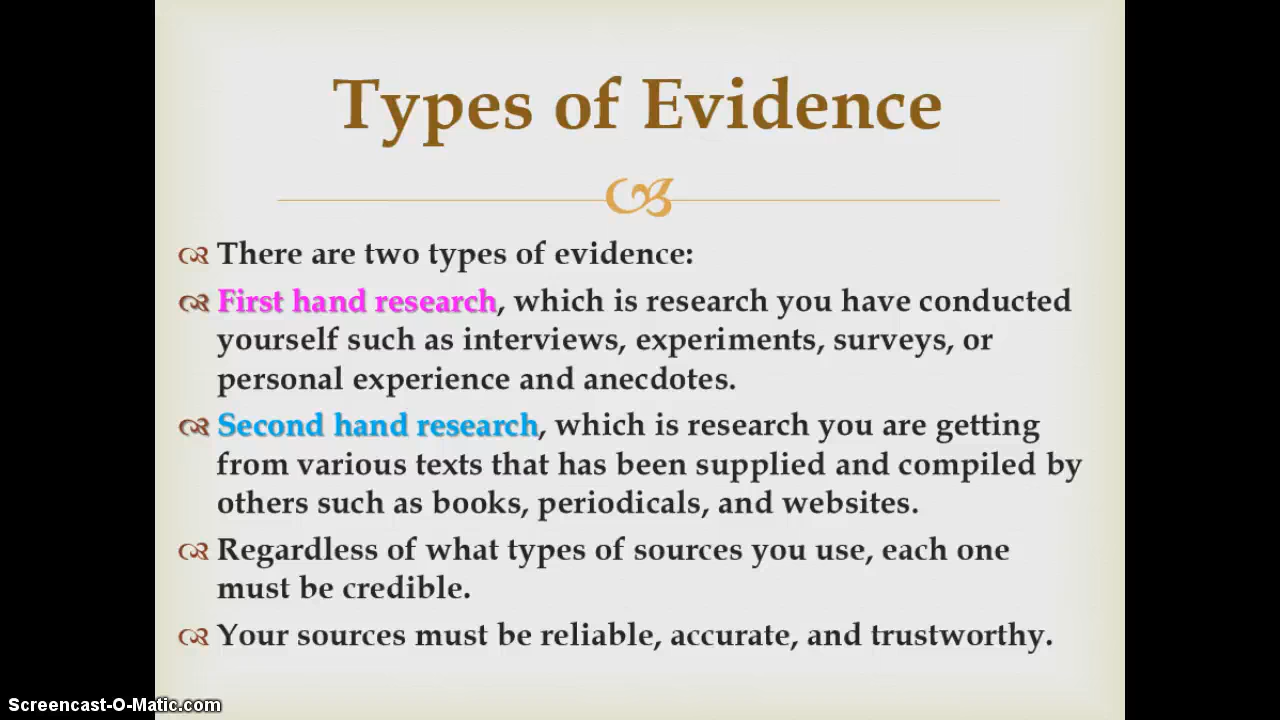 Types of Evidence
There are two types of evidence:
First hand research, which is research you have conducted
yourself such as interviews, experiments, surveys, or
personal experience and anecdotes.
Second hand research, which is research you are getting
from various texts that has been supplied and compiled by
others such as books, periodicals, and websites.
Regardless of what types of sources you use, each one
must be credible.
Your sources must be reliable, accurate, and trustworthy.
Screencast-O-Matic.com